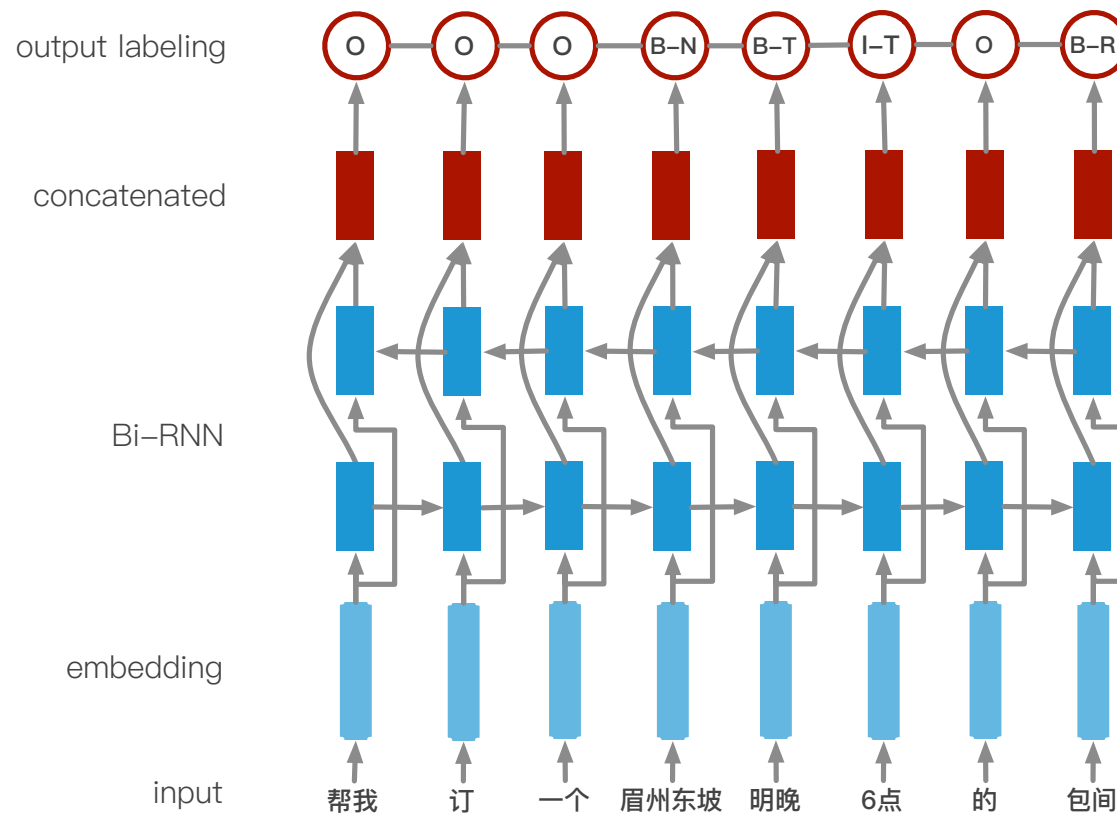 output labeling O O O B-N B-T I-T O B-R
concatenated
Bi-RNN
embedding
input 帮我 订 一个 眉州东坡 明晚 6点 的 包间